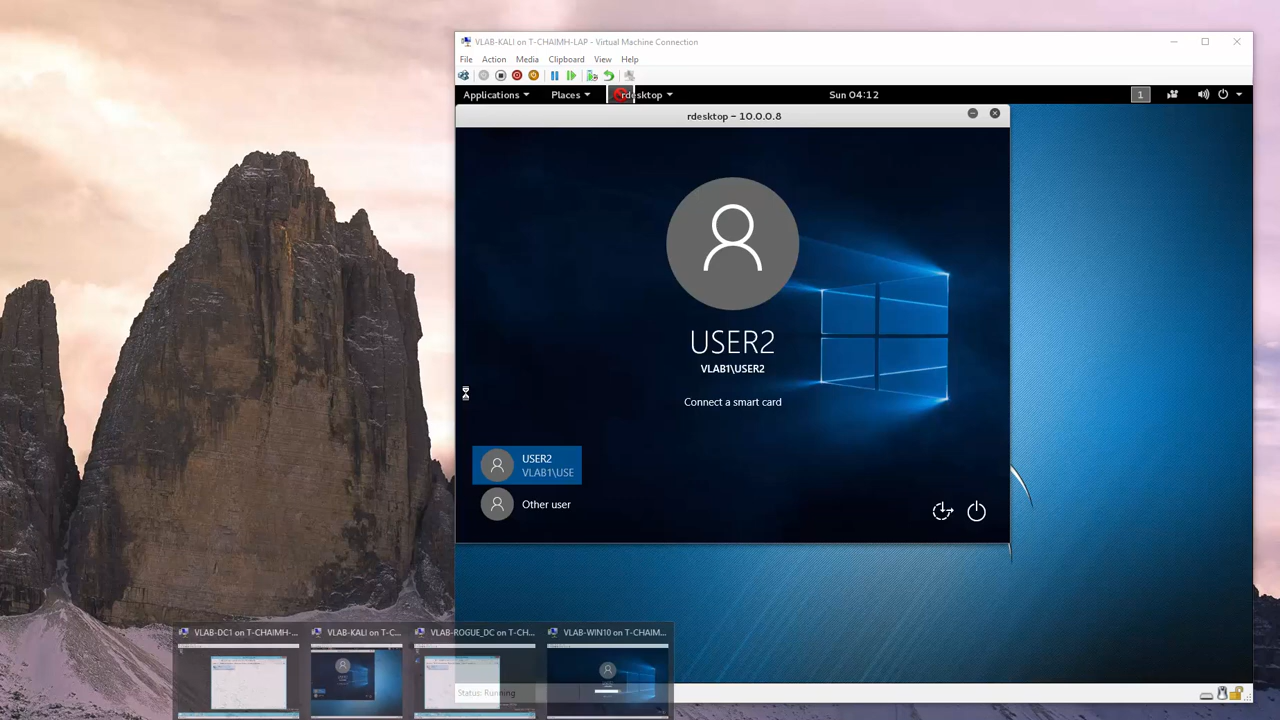 VLAB-KALI on T-CHAIMH-LAP - Virtual Machine Connection
File Action Media Clipboard View Help
Applications Places rdesktop Sun 04:12 1
rdesktop - 10.0.0.8
USER2
VLAB1\USER2
Connect a smart card
USER2
VLAB1\USE
Other user
VLAB-DC1 on T-CHAIMH-... VLAB-KALI on T-C... VLAB-ROGUE_DC on T-CH... VLAB-WIN10 on T-CHAIM...
Status: Running